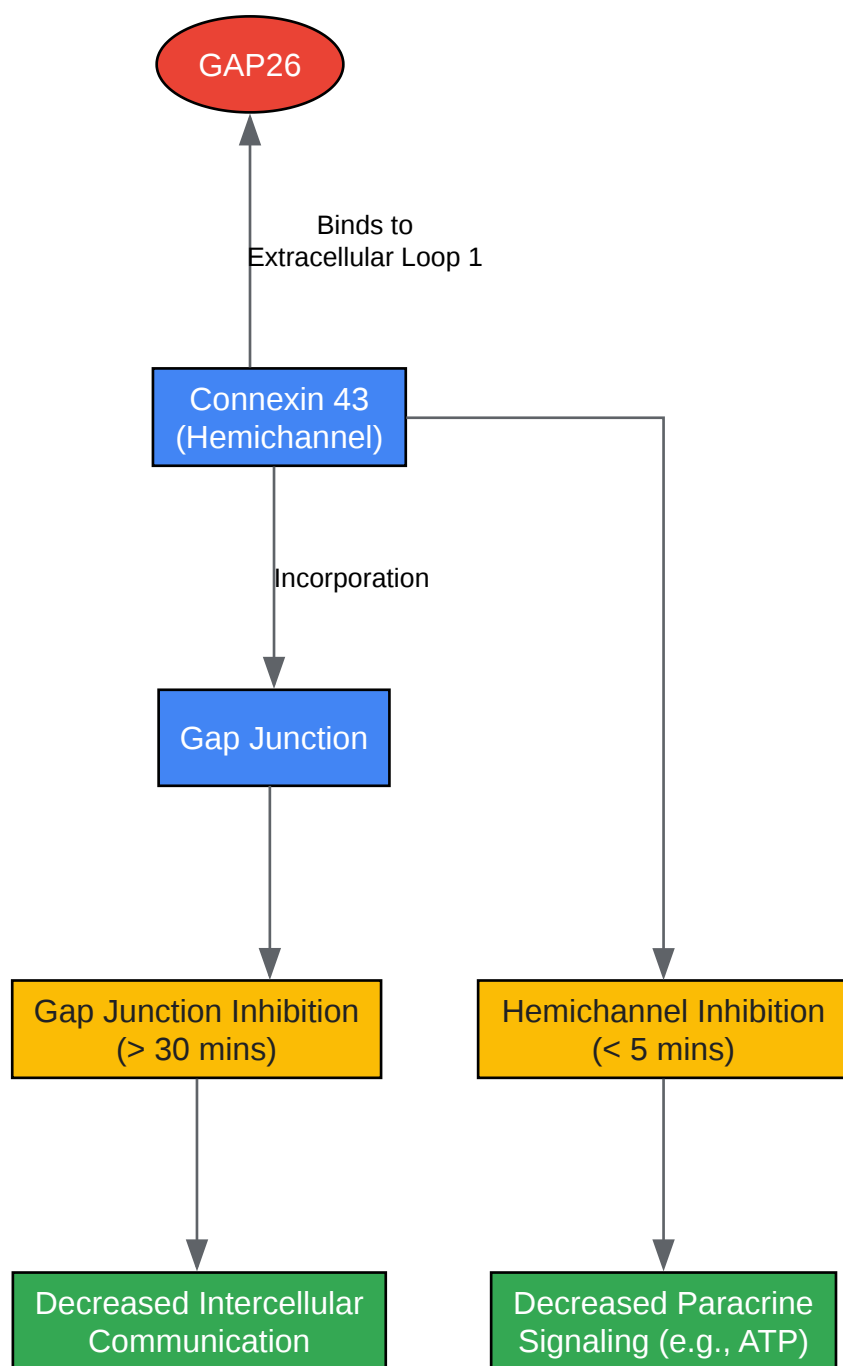 GAP26
Binds to
Extracellular Loop 1
Connexin 43
(Hemichannel)
Incorporation
Gap Junction
Gap Junction Inhibition
(> 30 mins)
Hemichannel Inhibition
(< 5 mins)
Decreased Intercellular
Communication
Decreased Paracrine
Signaling (e.g., ATP)